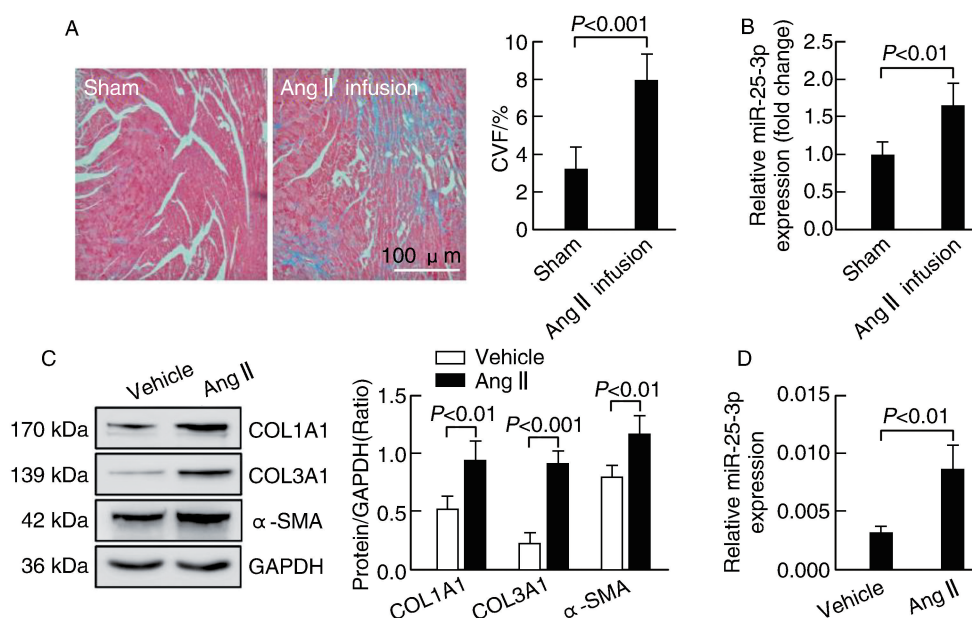 A
Sham
Ang Ⅱ infusion
100 μm
CVF/%
10
8
6
4
2
0
P<0.001
Sham
Ang Ⅱ infusion
B
Relative miR-25-3p
expression (fold change)
2.5
2.0
1.5
1.0
0.5
0.0
P<0.01
Sham
Ang Ⅱ infusion
C
Vehicle
Ang Ⅱ
170 kDa COL1A1
139 kDa COL3A1
42 kDa α-SMA
36 kDa GAPDH
Vehicle
Ang Ⅱ
Protein/GAPDH(Ratio)
1.5
1.0
0.5
0.0
P<0.01
P<0.001
P<0.01
COL1A1
COL3A1
α-SMA
D
Relative miR-25-3p
expression
0.015
0.010
0.005
0.000
P<0.01
Vehicle
Ang Ⅱ